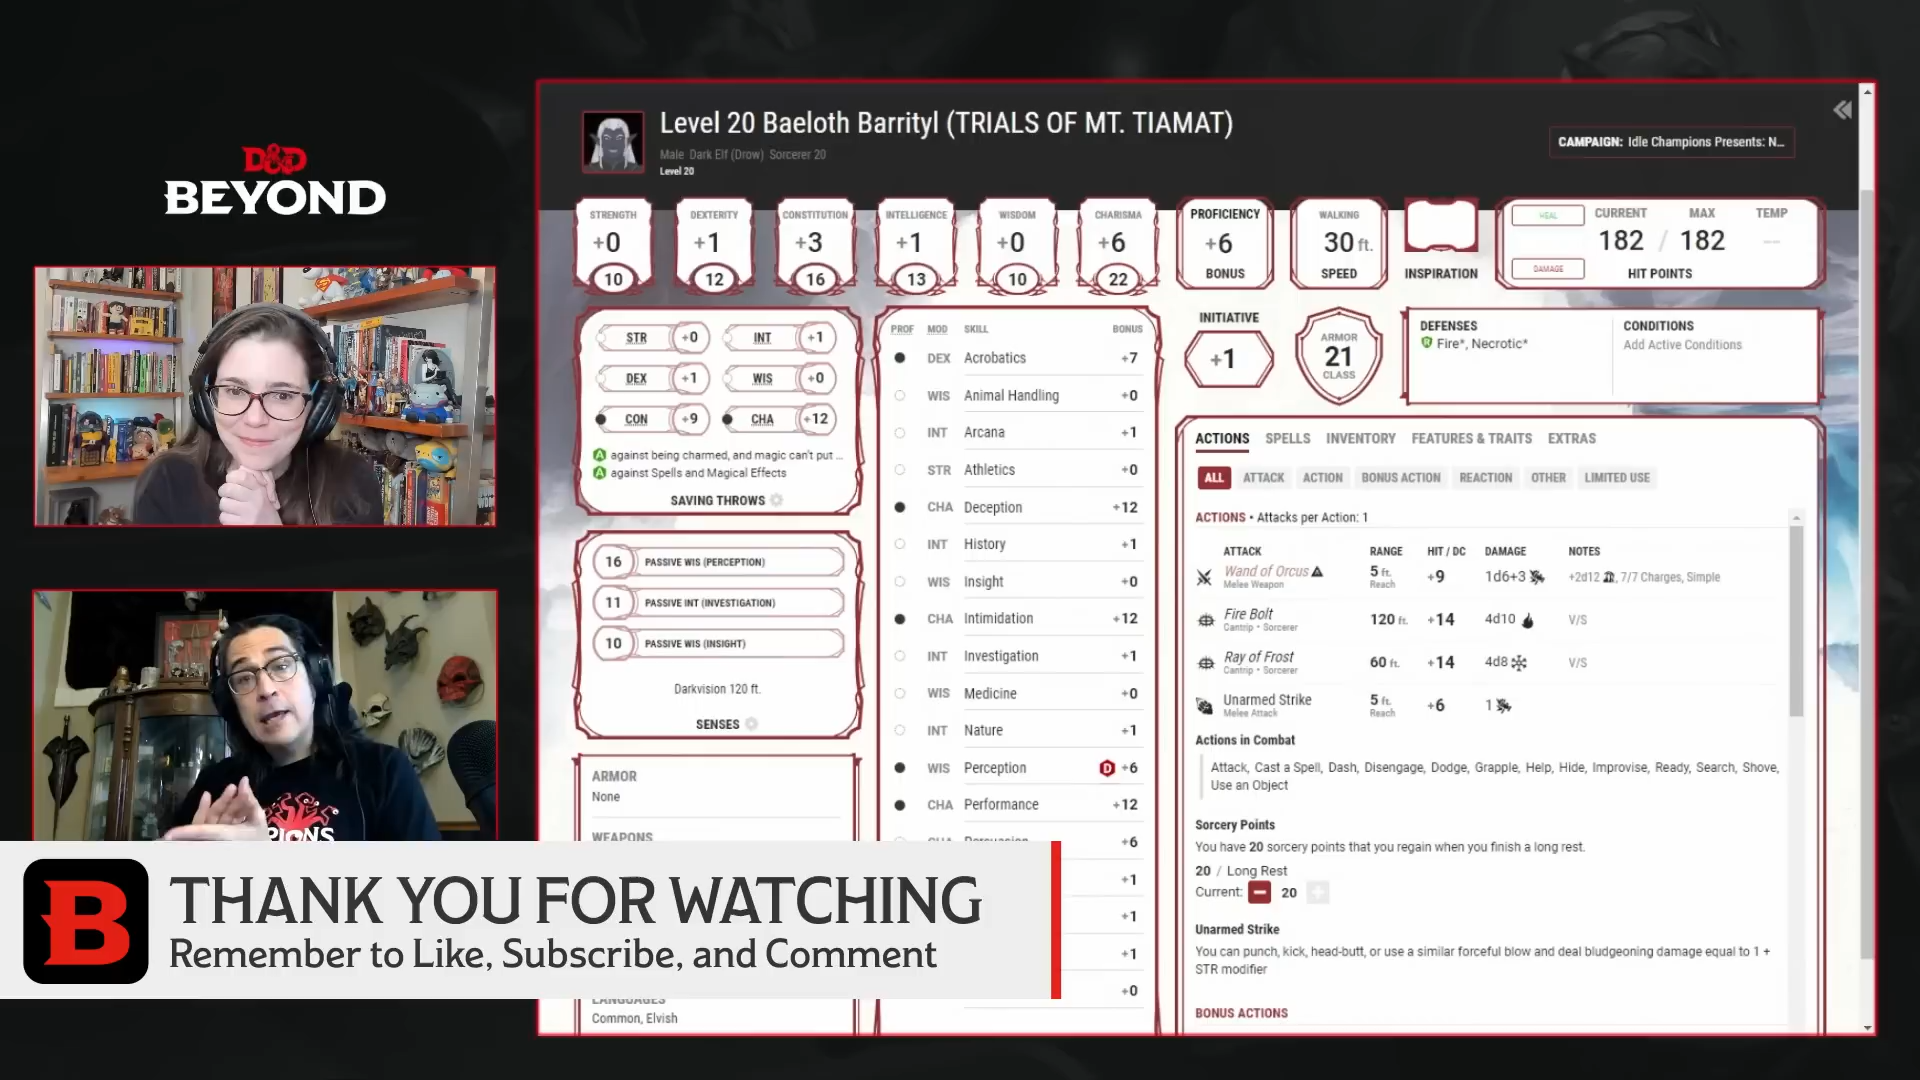 D&D
BEYOND
Level 20 Baeloth Barrityl (TRIALS OF MT. TIAMAT)
Male Dark Elf (Drow) Sorcerer 20
Level 20
CAMPAIGN: Idle Champions Presents: N...
STRENGTH
+0
10
DEXTERITY
+1
12
CONSTITUTION
+3
16
INTELLIGENCE
+1
13
WISDOM
+0
10
CHARISMA
+6
22
PROFICIENCY
+6
BONUS
WALKING
30 ft.
SPEED
INSPIRATION
HEAL
DAMAGE
CURRENT MAX TEMP
182 / 182 --
HIT POINTS
STR +0 INT +1
DEX +1 WIS +0
CON +9 CHA +12
against being charmed, and magic can't put ...
against Spells and Magical Effects
SAVING THROWS
16 PASSIVE WIS (PERCEPTION)
11 PASSIVE INT (INVESTIGATION)
10 PASSIVE WIS (INSIGHT)
Darkvision 120 ft.
SENSES
ARMOR
None
WEAPONS
LANGUAGES
Common, Elvish
PROF MOD SKILL BONUS
DEX Acrobatics +7
WIS Animal Handling +0
INT Arcana +1
STR Athletics +0
CHA Deception +12
INT History +1
WIS Insight +0
CHA Intimidation +12
INT Investigation +1
WIS Medicine +0
INT Nature +1
WIS Perception D +6
CHA Performance +12
CHA Persuasion +6
+1
+1
+1
+0
INITIATIVE
+1
ARMOR
21
CLASS
DEFENSES
Fire*, Necrotic*
CONDITIONS
Add Active Conditions
ACTIONS SPELLS INVENTORY FEATURES & TRAITS EXTRAS
ALL ATTACK ACTION BONUS ACTION REACTION OTHER LIMITED USE
ACTIONS • Attacks per Action: 1
ATTACK RANGE HIT / DC DAMAGE NOTES
Wand of Orcus 5 ft. +9 1d6+3 +2d12, 7/7 Charges, Simple
Melee Weapon Reach
Fire Bolt 120 ft. +14 4d10 V/S
Cantrip • Sorcerer
Ray of Frost 60 ft. +14 4d8 V/S
Cantrip • Sorcerer
Unarmed Strike 5 ft. +6 1
Melee Attack Reach
Actions in Combat
Attack, Cast a Spell, Dash, Disengage, Dodge, Grapple, Help, Hide, Improvise, Ready, Search, Shove,
Use an Object
Sorcery Points
You have 20 sorcery points that you regain when you finish a long rest.
20 / Long Rest
Current: 20
Unarmed Strike
You can punch, kick, head-butt, or use a similar forceful blow and deal bludgeoning damage equal to 1 +
STR modifier
BONUS ACTIONS
B
THANK YOU FOR WATCHING
Remember to Like, Subscribe, and Comment